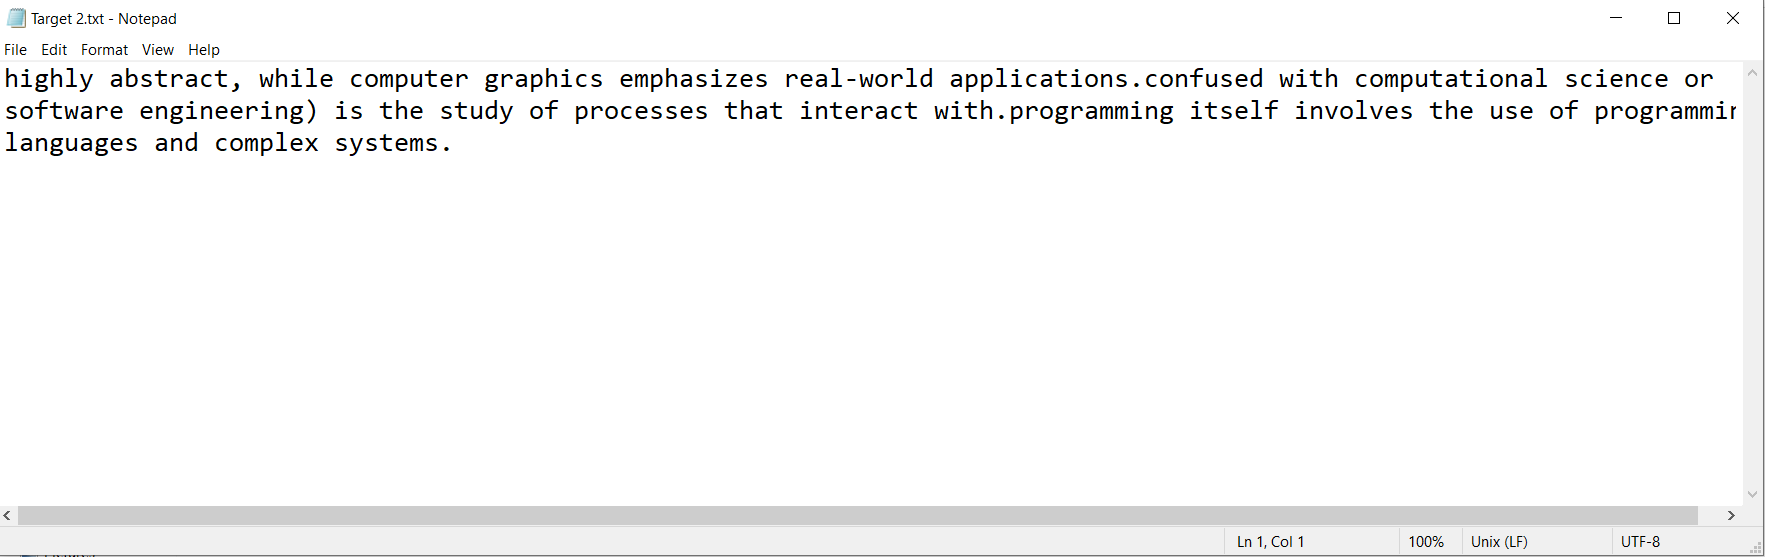 Target 2.txt - Notepad
File Edit Format View Help
highly abstract, while computer graphics emphasizes real-world applications.confused with computational science or
software engineering) is the study of processes that interact with.programming itself involves the use of
languages and complex systems.
Ln 1, Col 1 100% Unix (LF) UTF-8